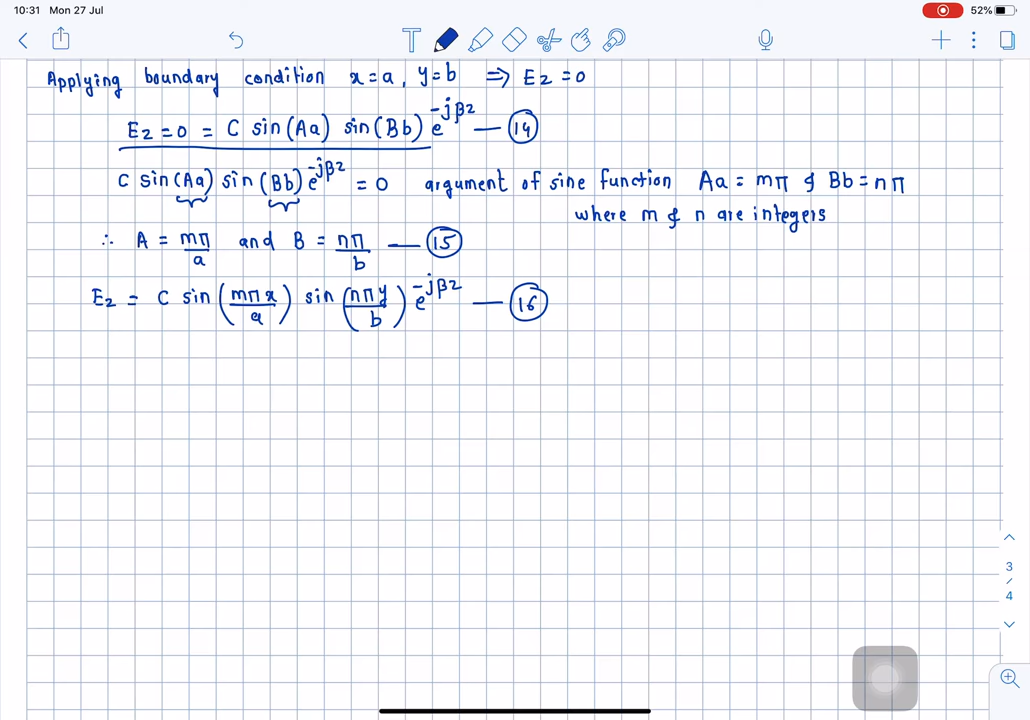 10:31 Mon 27 Jul 52%
Applying boundary condition x=a, y=b ⇒ Ez=0
Ez=0 = C sin(Aa) sin(Bb) e^-jβz — 14
C sin(Aa) sin(Bb) e^-jβz = 0 argument of sine function Aa = mπ & Bb = nπ
where m & n are integers
∴ A = mπ/a and B = nπ/b — 15
Ez = C sin(mπx/a) sin(nπy/b) e^-jβz — 16
3
/
4